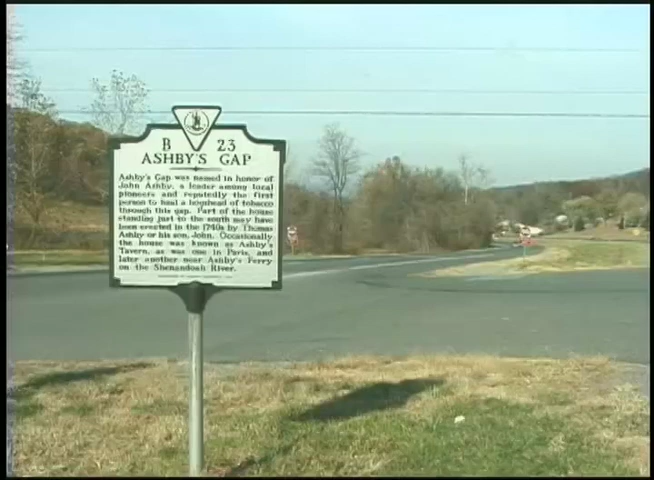 B 23
ASHBY'S GAP
Ashby's Gap was named in honor of
John Ashby, a leader among local
pioneers and reputedly the first
person to haul a hogshead of tobacco
through this gap. Part of the house
standing just to the south may have
been erected in the 1740s by Thomas
Ashby or his son, John. Occasionally
the house was known as Ashby's
Tavern, as was one in Paris, and
later another near Ashby's Ferry
on the Shenandoah River.